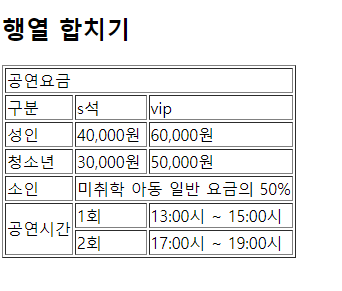 행열 합치기
공연요금
구분 s석 vip
성인 40,000원 60,000원
청소년 30,000원 50,000원
소인 미취학 아동 일반 요금의 50%
공연시간 1회 13:00시 ~ 15:00시
2회 17:00시 ~ 19:00시